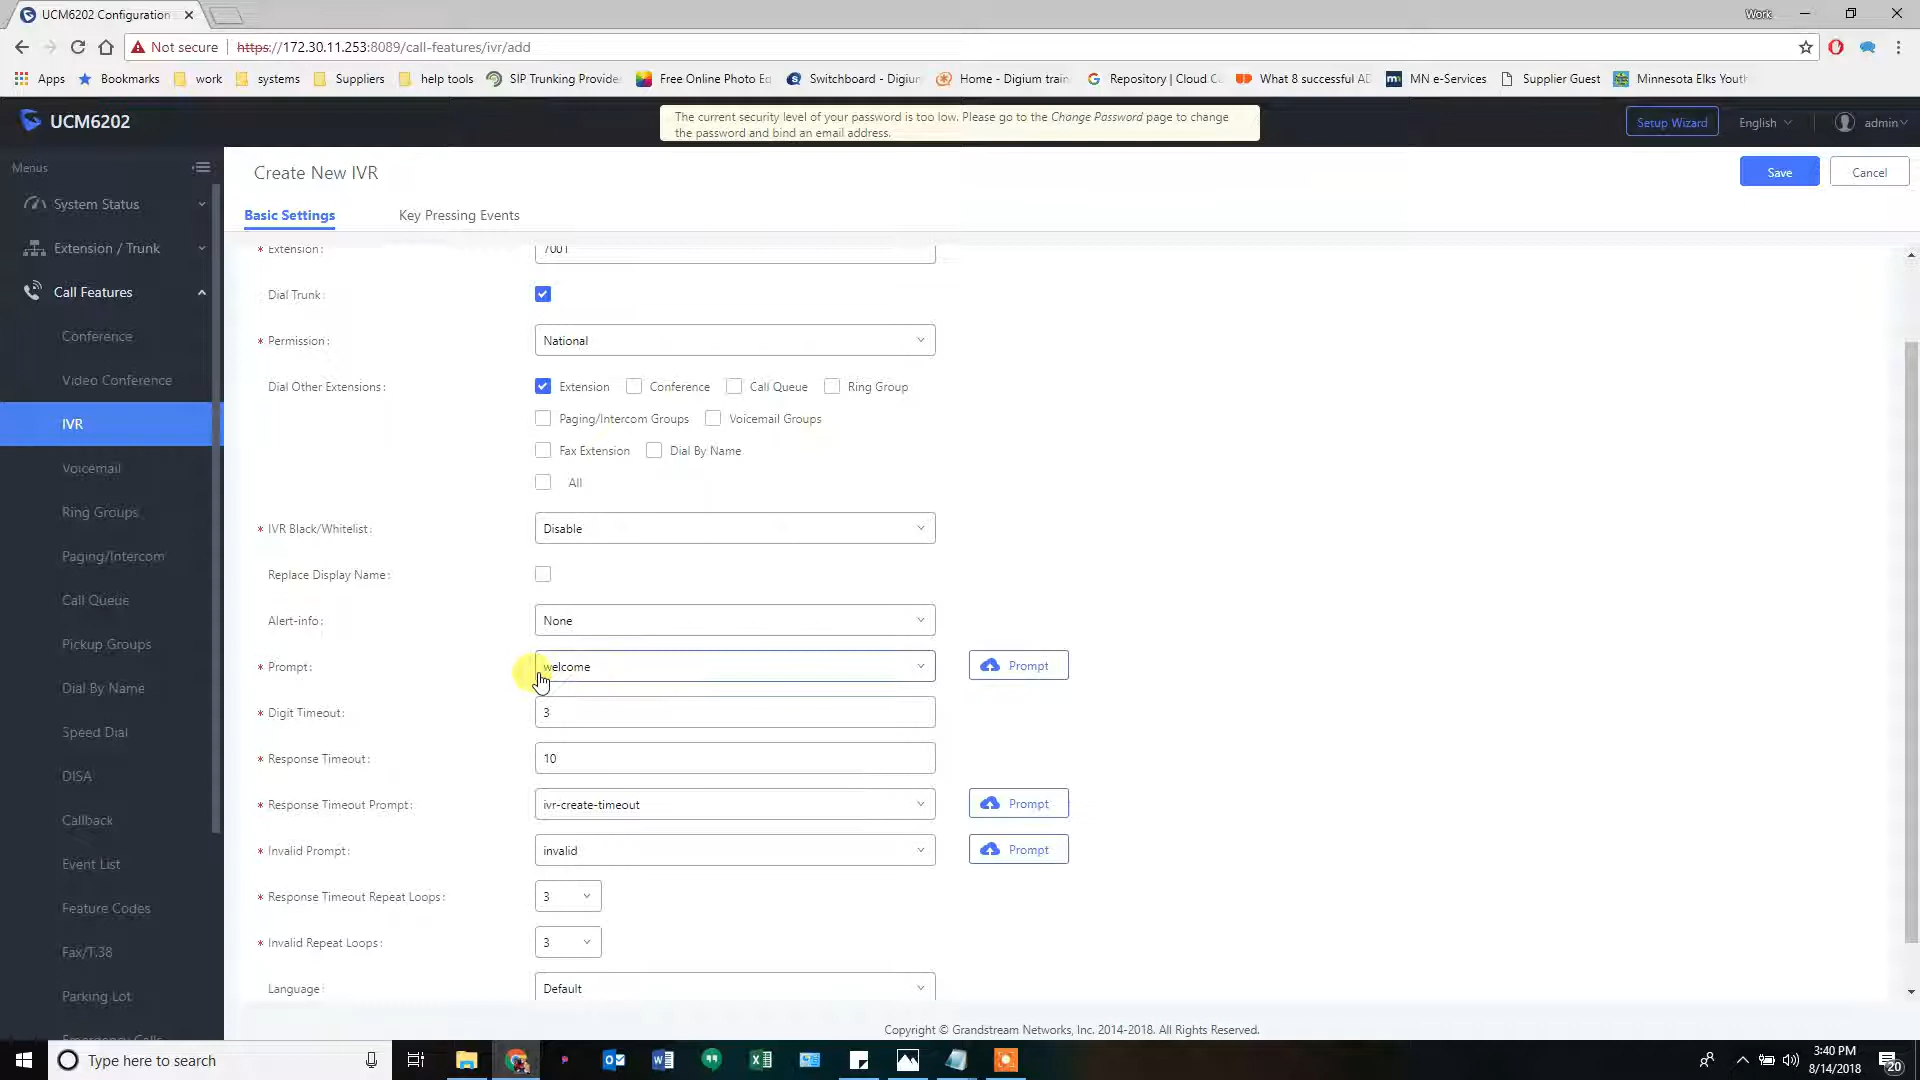 UCM6202 Configuration
Work
Not secure
https://172.30.11.253:8089/call-features/ivr/add
Apps
Bookmarks
work
systems
Suppliers
help tools
SIP Trunking Provide
Free Online Photo Ed
Switchboard - Digium
Home - Digium train
Repository | Cloud C
What 8 successful AD
MN e-Services
Supplier Guest
Minnesota Elks Youth
UCM6202
The current security level of your password is too low. Please go to the Change Password page to change
the password and bind an email address.
Setup Wizard
English
admin
Menus
System Status
Extension / Trunk
Call Features
Conference
Video Conference
IVR
Voicemail
Ring Groups
Paging/Intercom
Call Queue
Pickup Groups
Dial By Name
Speed Dial
DISA
Callback
Event List
Feature Codes
Fax/T.38
Parking Lot
Emergency Calls
Create New IVR
Save
Cancel
Basic Settings
Key Pressing Events
* Extension: 7001
Dial Trunk:
* Permission: National
Dial Other Extensions: Extension Conference Call Queue Ring Group
Paging/Intercom Groups Voicemail Groups
Fax Extension Dial By Name
All
* IVR Black/Whitelist: Disable
Replace Display Name:
Alert-info: None
* Prompt: welcome Prompt
* Digit Timeout: 3
* Response Timeout: 10
* Response Timeout Prompt: ivr-create-timeout Prompt
* Invalid Prompt: invalid Prompt
* Response Timeout Repeat Loops: 3
* Invalid Repeat Loops: 3
Language: Default
Copyright © Grandstream Networks, Inc. 2014-2018. All Rights Reserved.
Type here to search
3:40 PM
8/14/2018
20